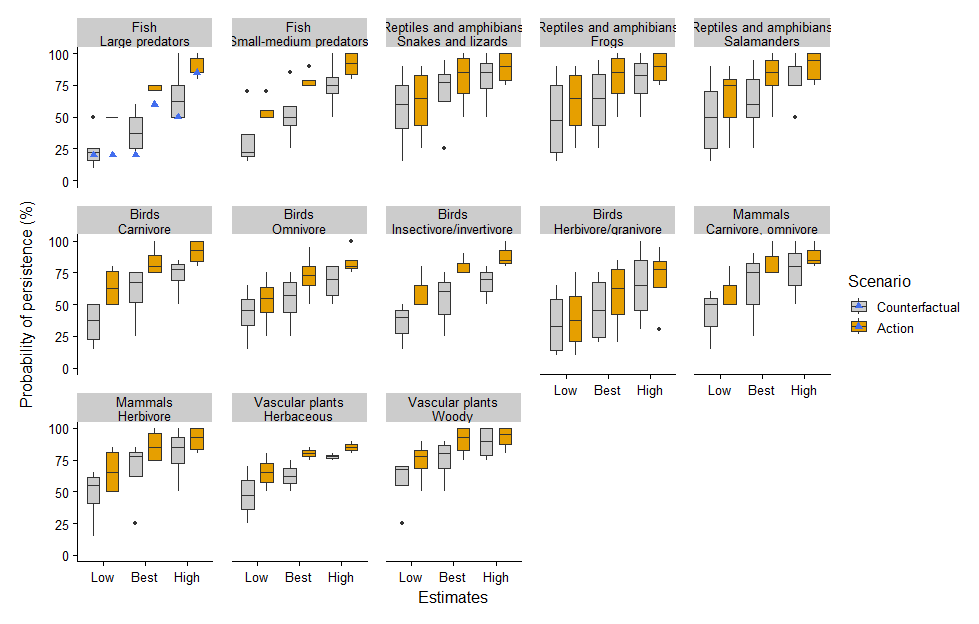 Fish
Large predators
Fish
Small-medium predators
Reptiles and amphibians
Snakes and lizards
Reptiles and amphibians
Frogs
Reptiles and amphibians
Salamanders
100
75
50
25
0
Birds
Carnivore
Birds
Omnivore
Birds
Insectivore/invertivore
Birds
Herbivore/granivore
Mammals
Carnivore, omnivore
100
75
50
25
0
Low Best High
Low Best High
Mammals
Herbivore
Vascular plants
Herbaceous
Vascular plants
Woody
100
75
50
25
0
Low Best High
Low Best High
Low Best High
Estimates
Probability of persistence (%)
Scenario
Counterfactual
Action